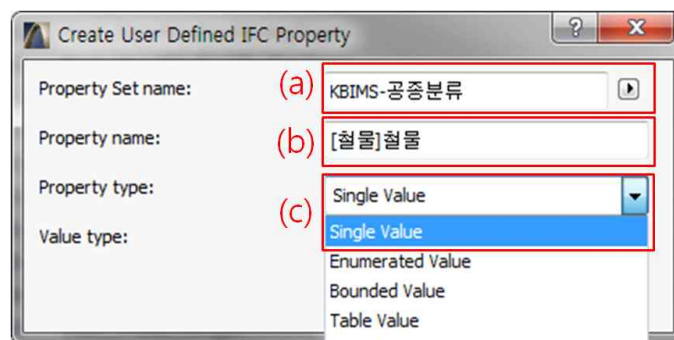 Create User Defined IFC Property
?
X
Property Set name:
(a)
KBIMS-공종분류
Property name:
(b)
[철물]철물
Property type:
(c)
Single Value
Value type:
Single Value
Enumerated Value
Bounded Value
Table Value